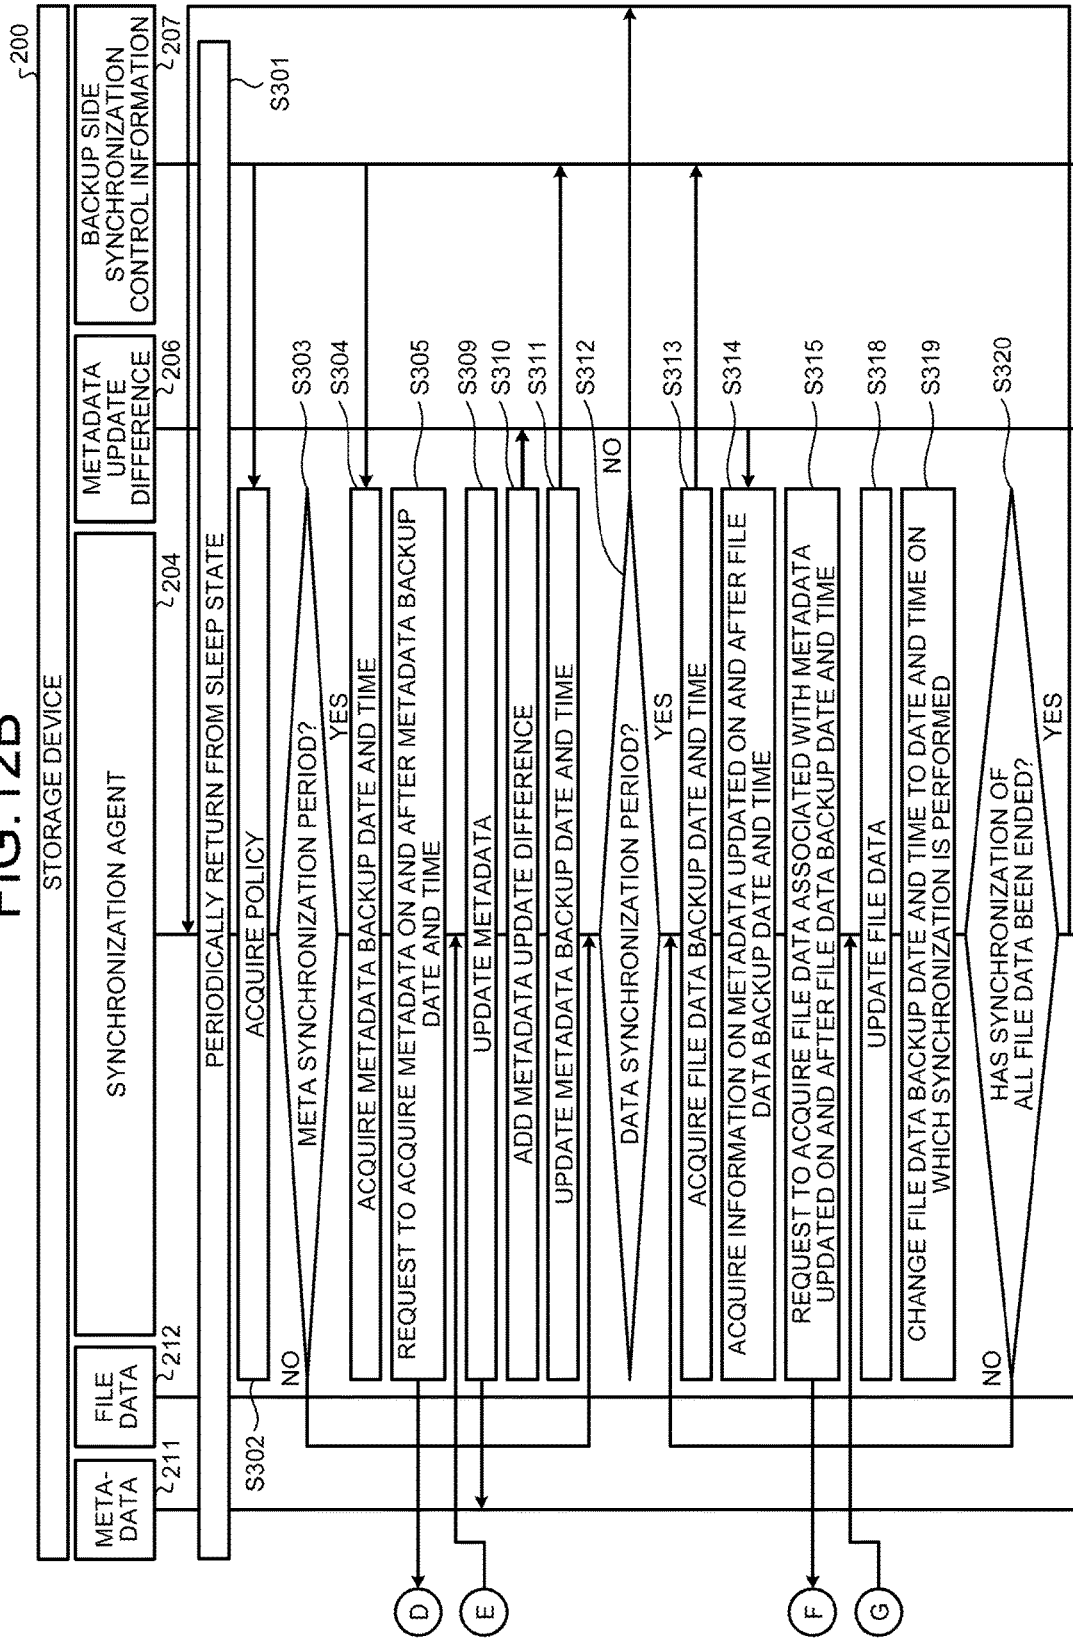 FIG.12B
STORAGE DEVICE
200
META-
DATA
211
FILE
DATA
212
SYNCHRONIZATION AGENT
204
METADATA
UPDATE
DIFFERENCE
206
BACKUP SIDE
SYNCHRONIZATION
CONTROL INFORMATION
207
PERIODICALLY RETURN FROM SLEEP STATE
S301
ACQUIRE POLICY
S302
META SYNCHRONIZATION PERIOD?
S303
NO
YES
ACQUIRE METADATA BACKUP DATE AND TIME
S304
REQUEST TO ACQUIRE METADATA ON AND AFTER METADATA BACKUP
DATE AND TIME
S305
D
E
UPDATE METADATA
S309
ADD METADATA UPDATE DIFFERENCE
S310
UPDATE METADATA BACKUP DATE AND TIME
S311
DATA SYNCHRONIZATION PERIOD?
S312
NO
YES
ACQUIRE FILE DATA BACKUP DATE AND TIME
S313
ACQUIRE INFORMATION ON METADATA UPDATED ON AND AFTER FILE
DATA BACKUP DATE AND TIME
S314
REQUEST TO ACQUIRE FILE DATA ASSOCIATED WITH METADATA
UPDATED ON AND AFTER FILE DATA BACKUP DATE AND TIME
S315
F
G
UPDATE FILE DATA
S318
CHANGE FILE DATA BACKUP DATE AND TIME TO DATE AND TIME ON
WHICH SYNCHRONIZATION IS PERFORMED
S319
HAS SYNCHRONIZATION OF
ALL FILE DATA BEEN ENDED?
S320
NO
YES